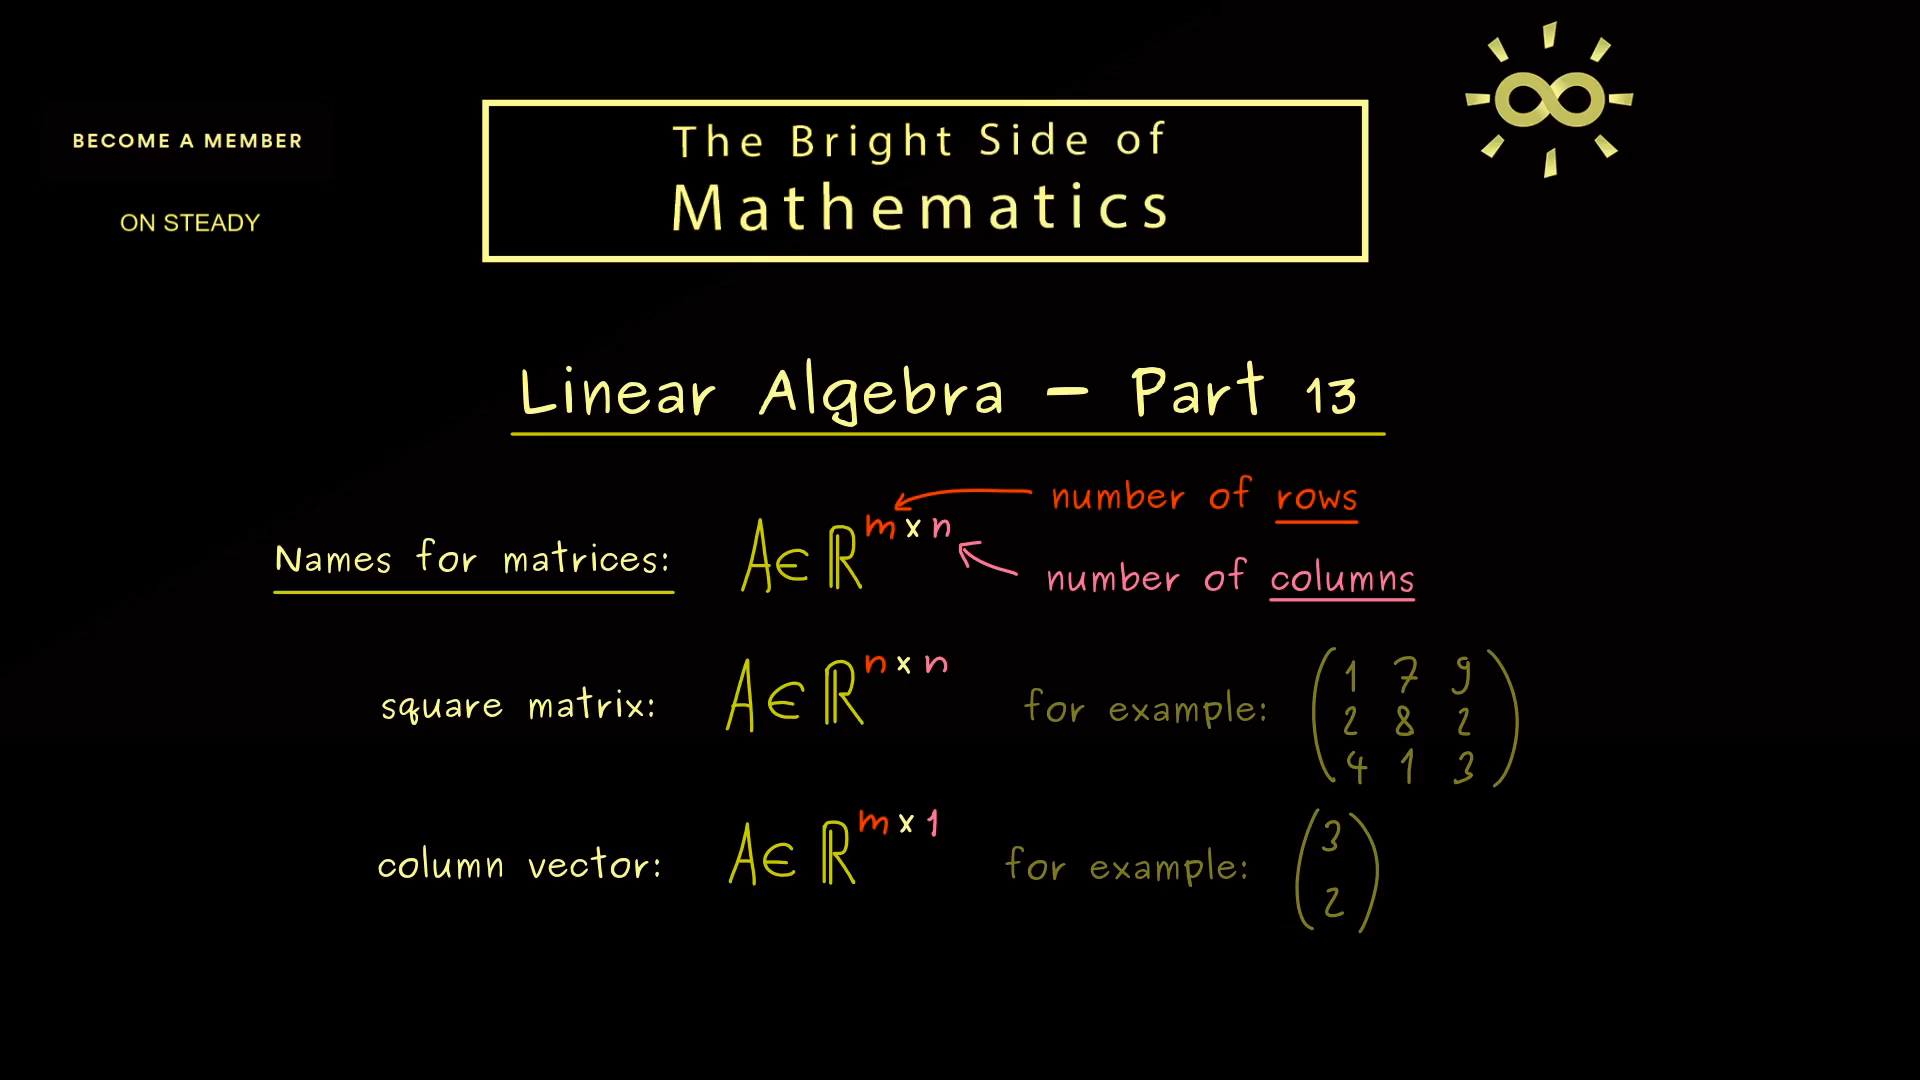 BECOME A MEMBER
ON STEADY
The Bright Side of
Mathematics
Linear Algebra – Part 13
Names for matrices: A∈ℝ^{m×n} number of rows
number of columns
square matrix: A∈ℝ^{n×n} for example: (1 7 9
2 8 2
4 1 3)
column vector: A∈ℝ^{m×1} for example: (3
2)